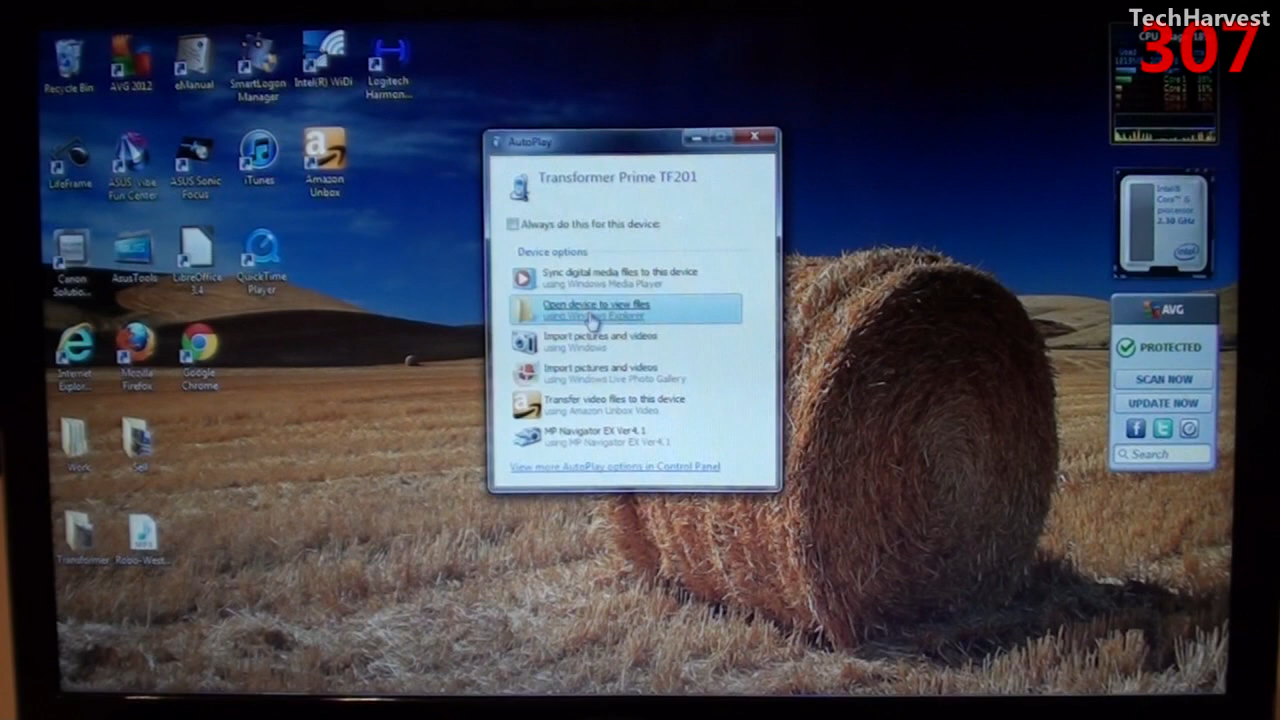 TechHarvest
307
Recycle Bin
AVG 2012
eManual
SmartLogon
Manager
Intel(R) WiDi
Logitech
Harmon...
LifeFrame
ASUS Vibe
Fun Center
ASUS Sonic
Focus
iTunes
Amazon
Unbox
Canon
Solutio...
AsusTools
LibreOffice
3.4
QuickTime
Player
Internet
Explor...
Mozilla
Firefox
Google
Chrome
Work
Sell
Transformer
AutoPlay
Transformer Prime TF201
Always do this for this device:
Device options
Sync digital media files to this device
using Windows Media Player
Open device to view files
using Windows Explorer
Import pictures and videos
using Windows
Import pictures and videos
using Windows Live Photo Gallery
Transfer video files to this device
using Amazon Unbox Video
MP Navigator EX Ver4.1
using MP Navigator EX Ver4.1
View more AutoPlay options in Control Panel
CPU
Core 1
Core 2
Intel®
Core™ i5
processor
2.30 GHz
intel
AVG
PROTECTED
SCAN NOW
UPDATE NOW
Search